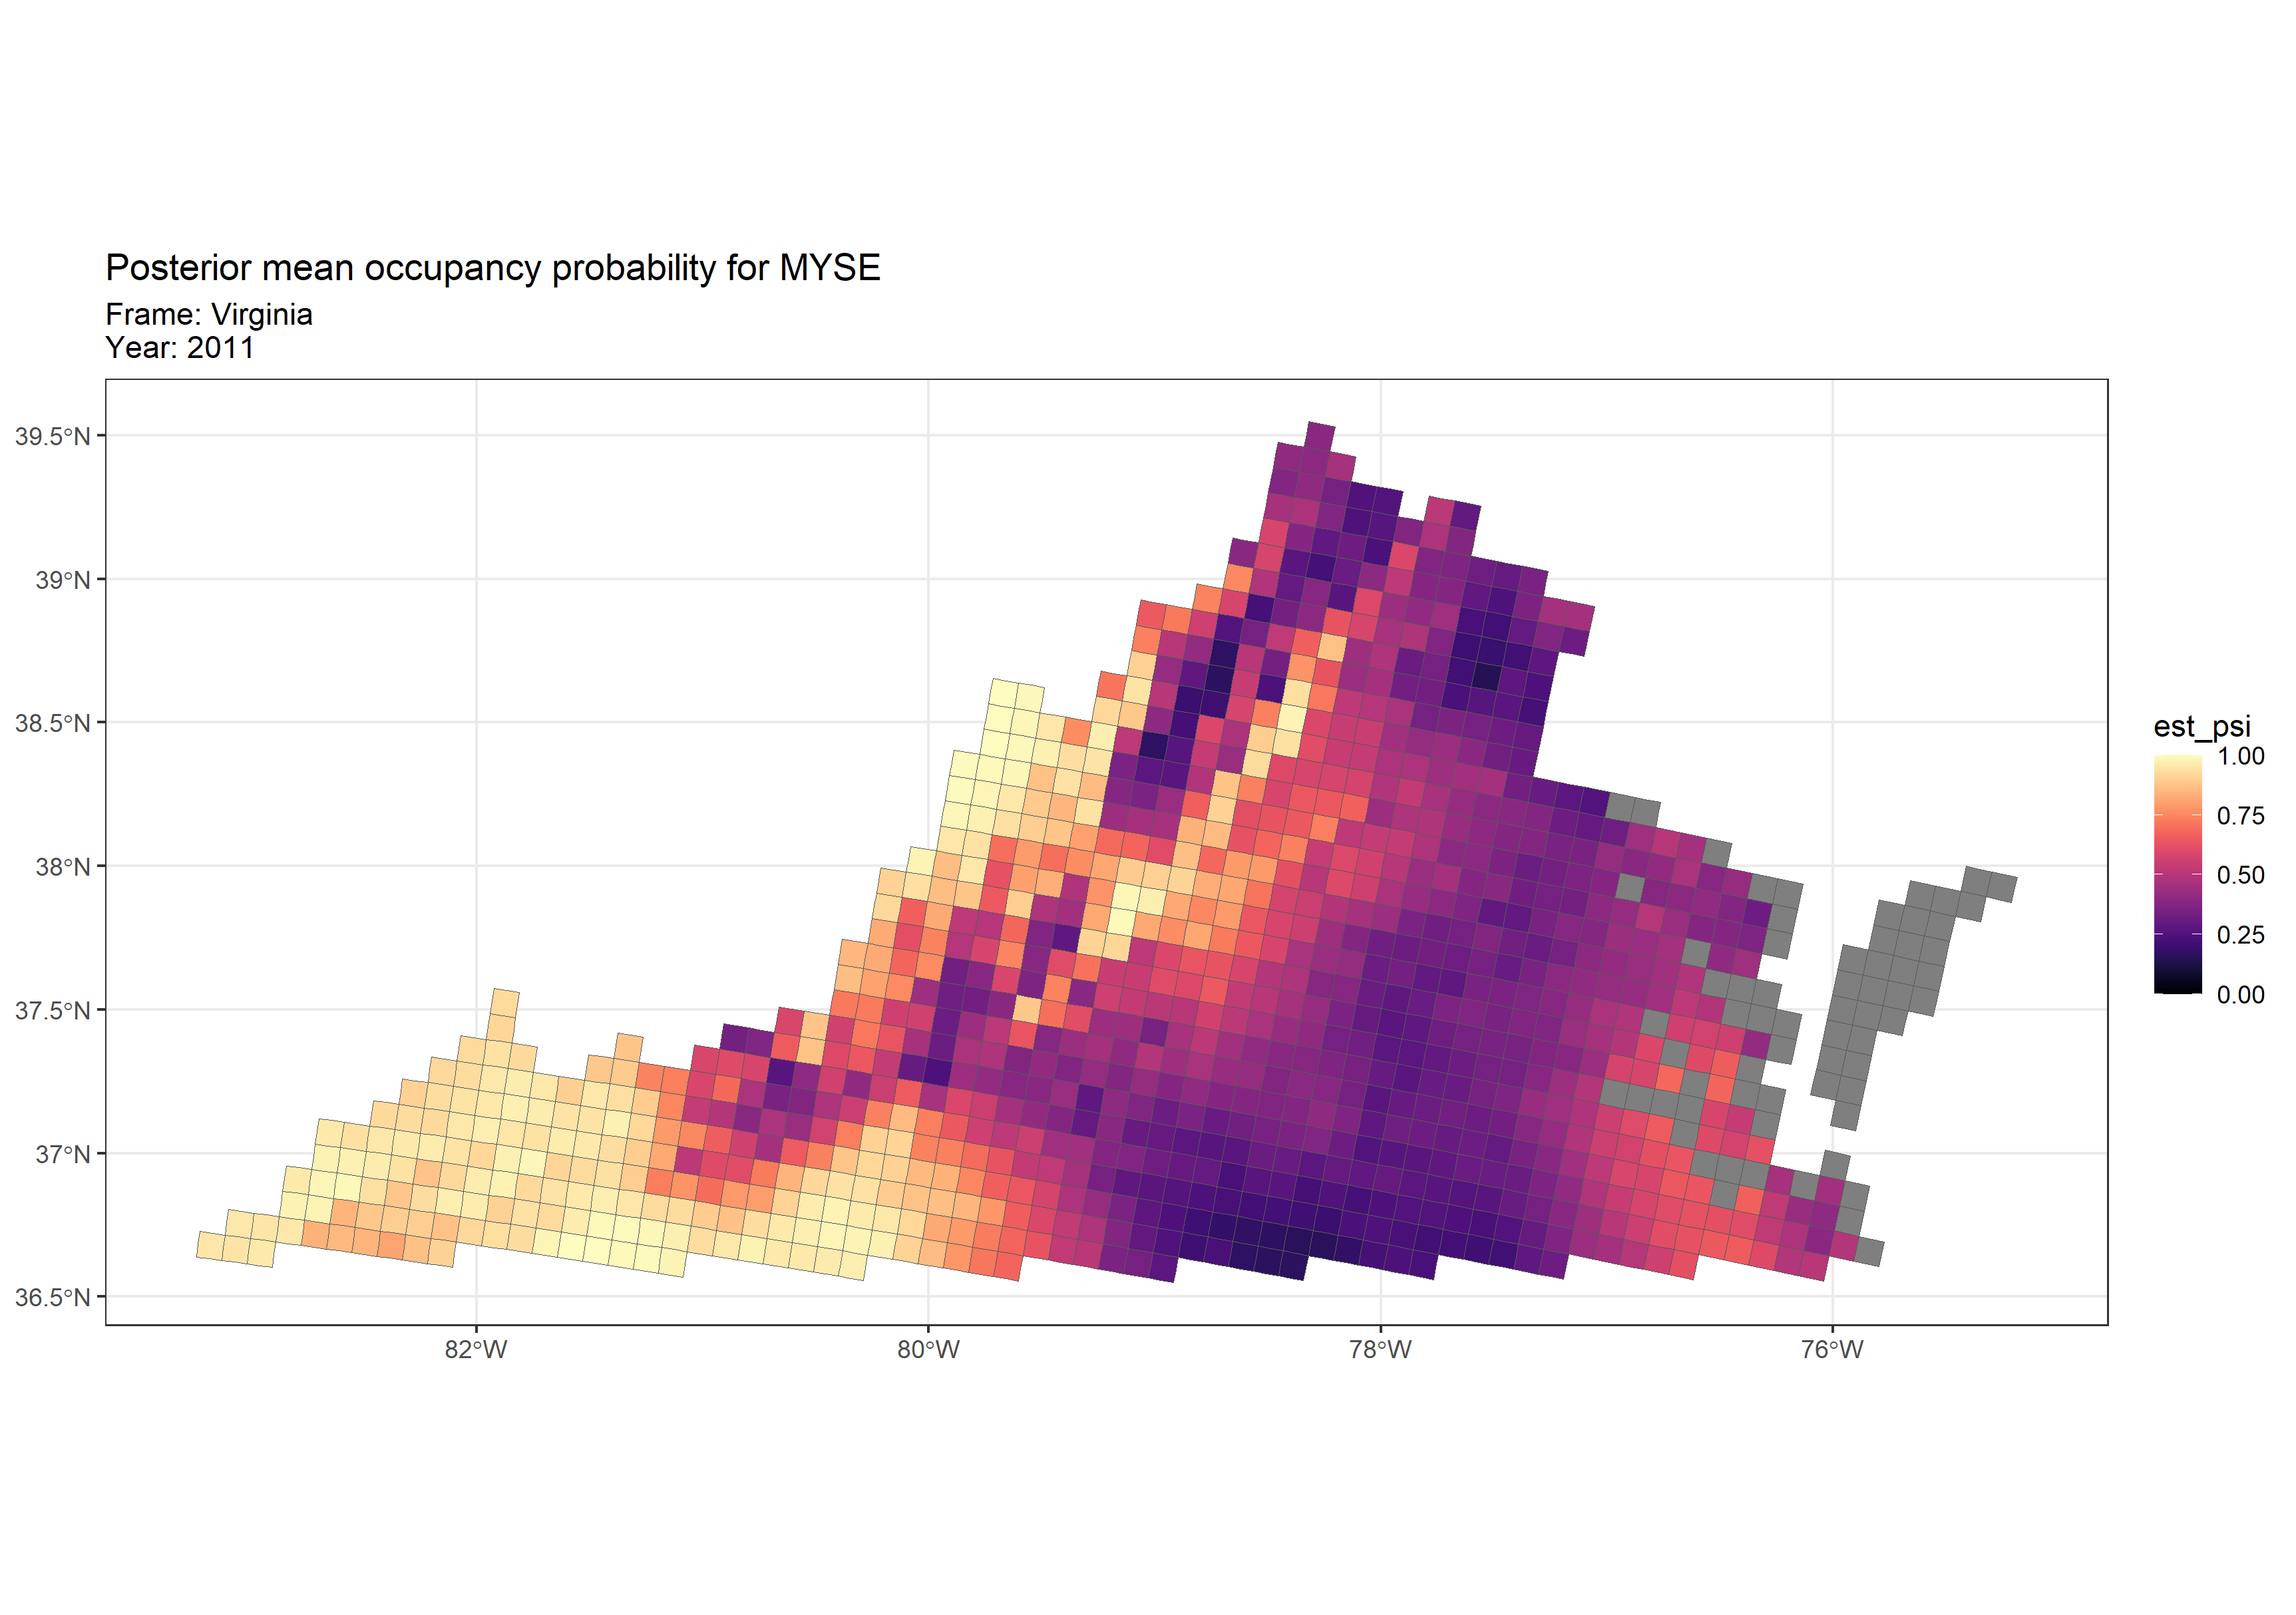 Posterior mean occupancy probability for MYSE
Frame: Virginia
Year: 2011
39.5°N
39°N
38.5°N
38°N
37.5°N
37°N
36.5°N
82°W
80°W
78°W
76°W
est_psi
1.00
0.75
0.50
0.25
0.00